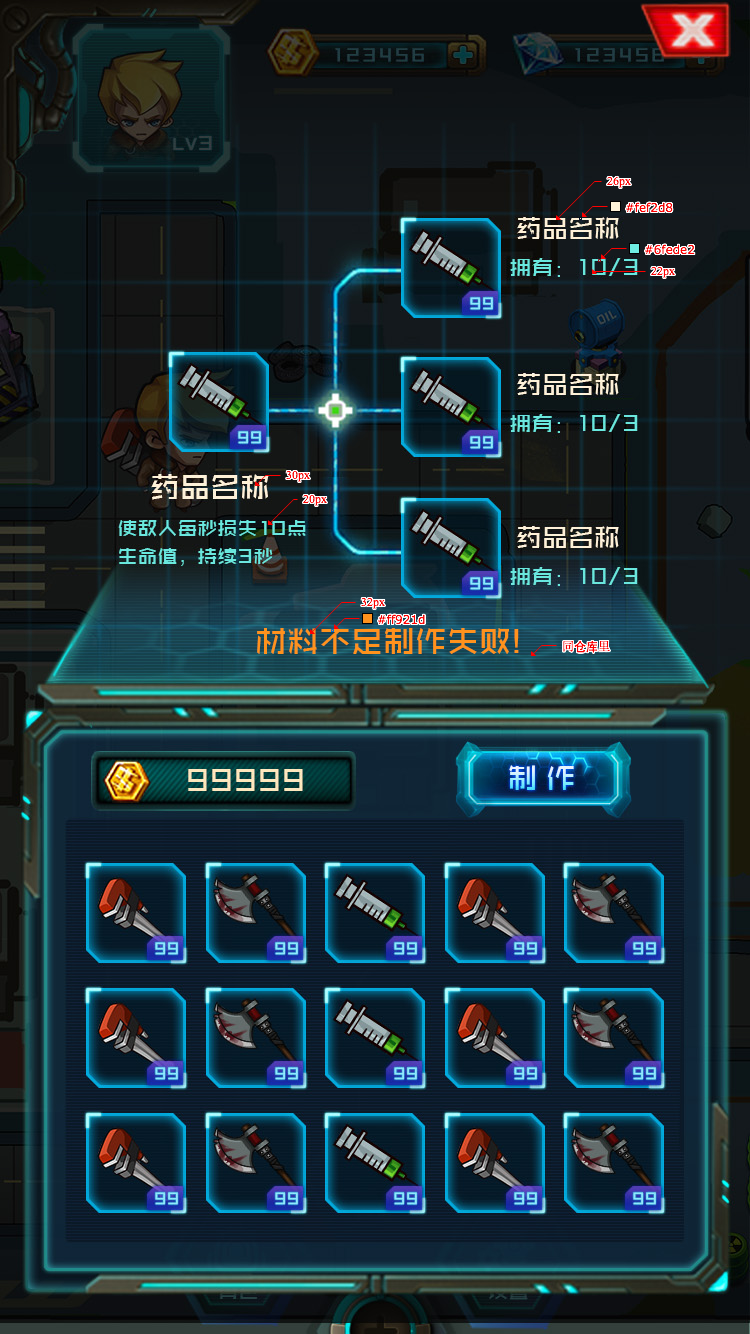 123456
123456
LV3
26px
药品名称
#fef2d8
#6fede2
拥有: 10/3
22px
99
OIL
99
药品名称
拥有: 10/3
99
药品名称
30px
20px
使敌人每秒损失10点
生命值，持续3秒
药品名称
拥有: 10/3
99
32px
#ff921d
材料不足制作失败!
同仓库里
99999
制作
99 99 99 99 99
99 99 99 99 99
99 99 99 99 99